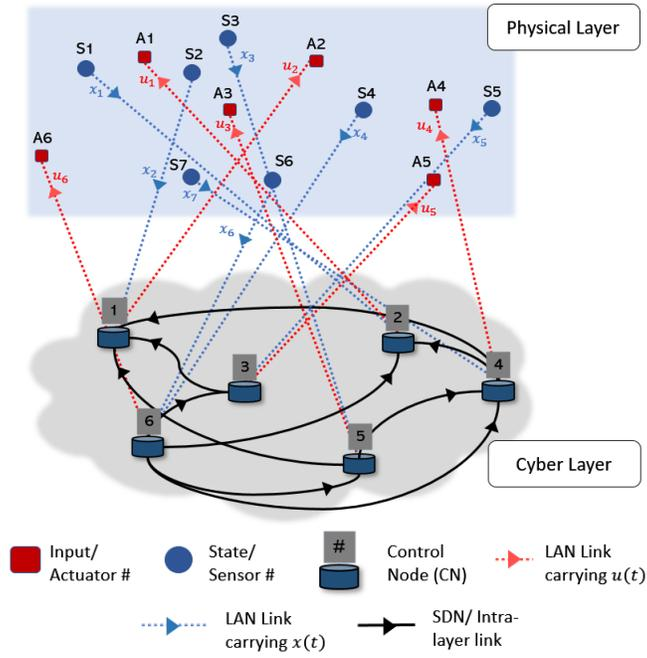 Physical Layer
S3
S1
A1
S2
A2
x₃
u₁
u₂
x₁
A3
S4
A4
S5
u₃
x₄
u₄
x₅
A6
S7
S6
A5
u₆
x₂
x₇
u₅
x₆
1
2
3
4
6
5
Cyber Layer
Input/
Actuator #
State/
Sensor #
#
Control
Node (CN)
LAN Link
carrying u(t)
LAN Link
carrying x(t)
SDN/ Intra-
layer link